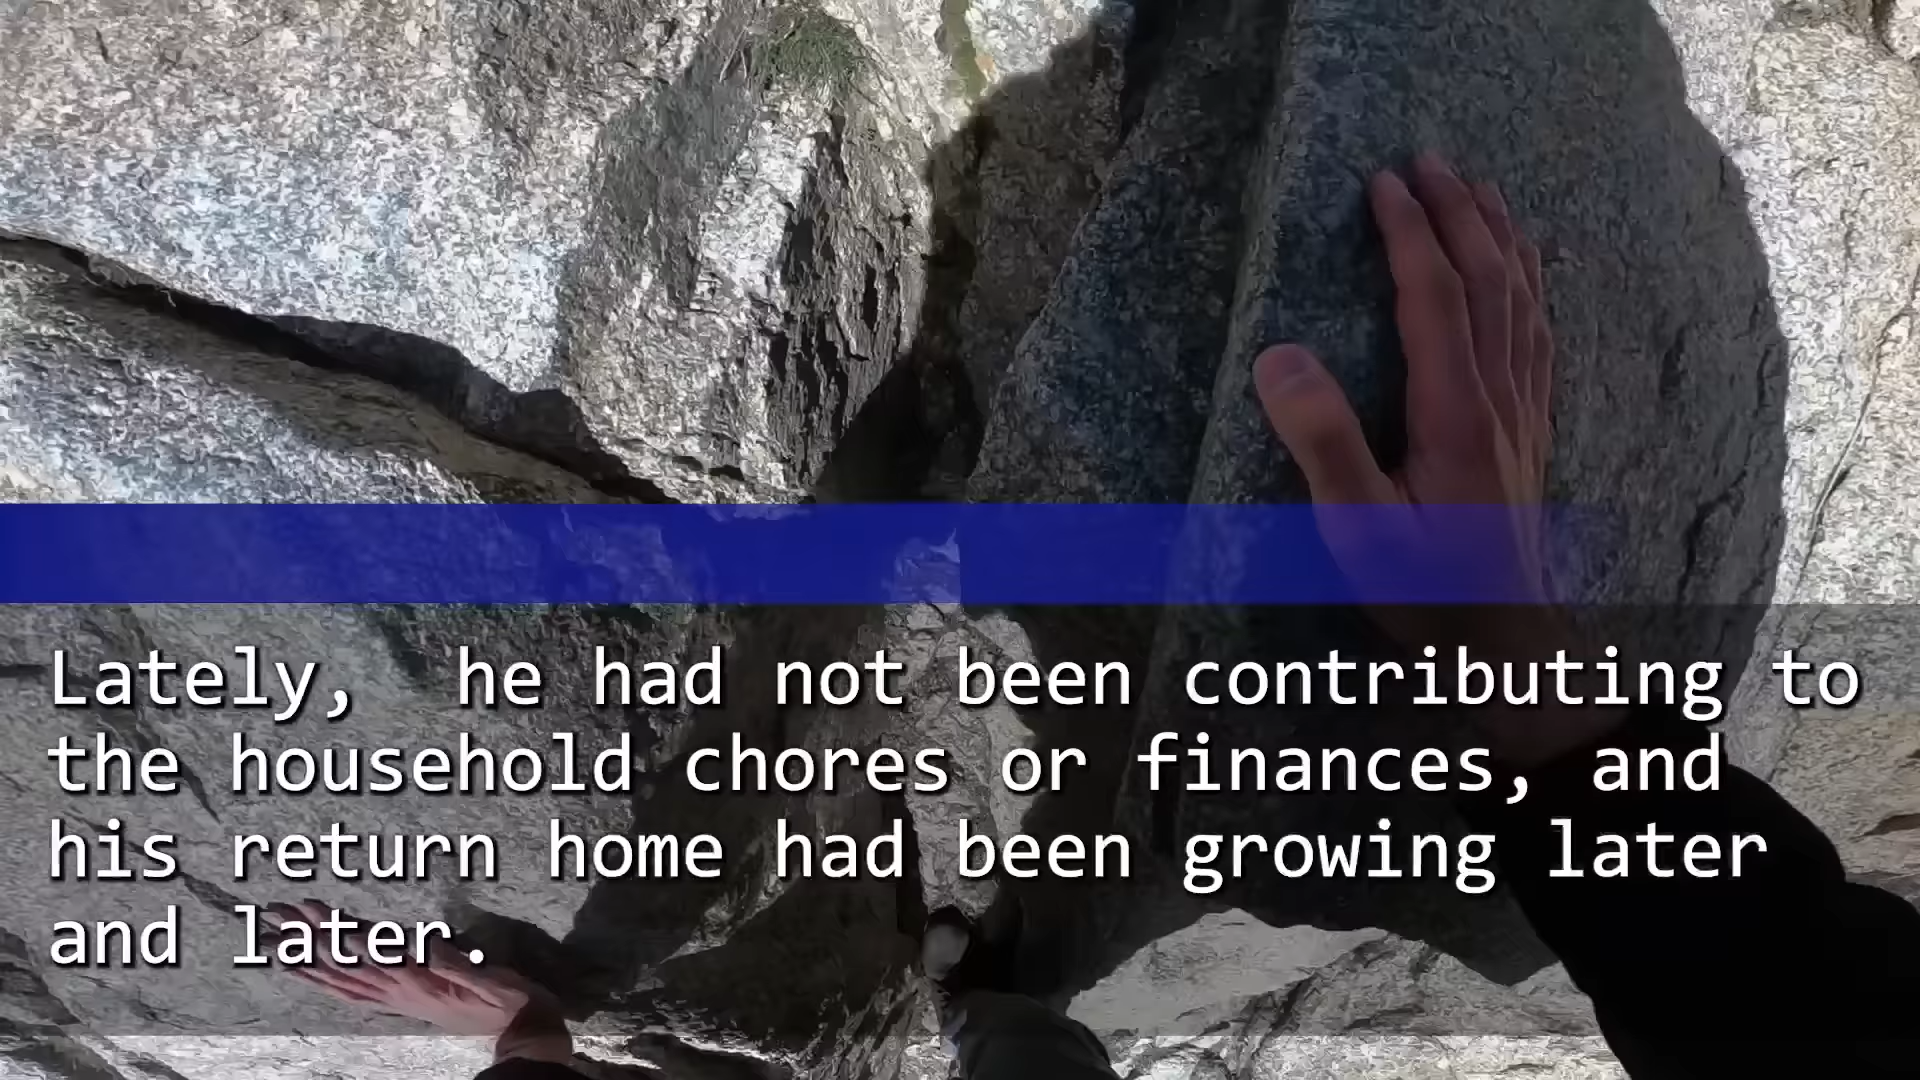 Lately,  he had not been contributing to
the household chores or finances, and
his return home had been growing later
and later.